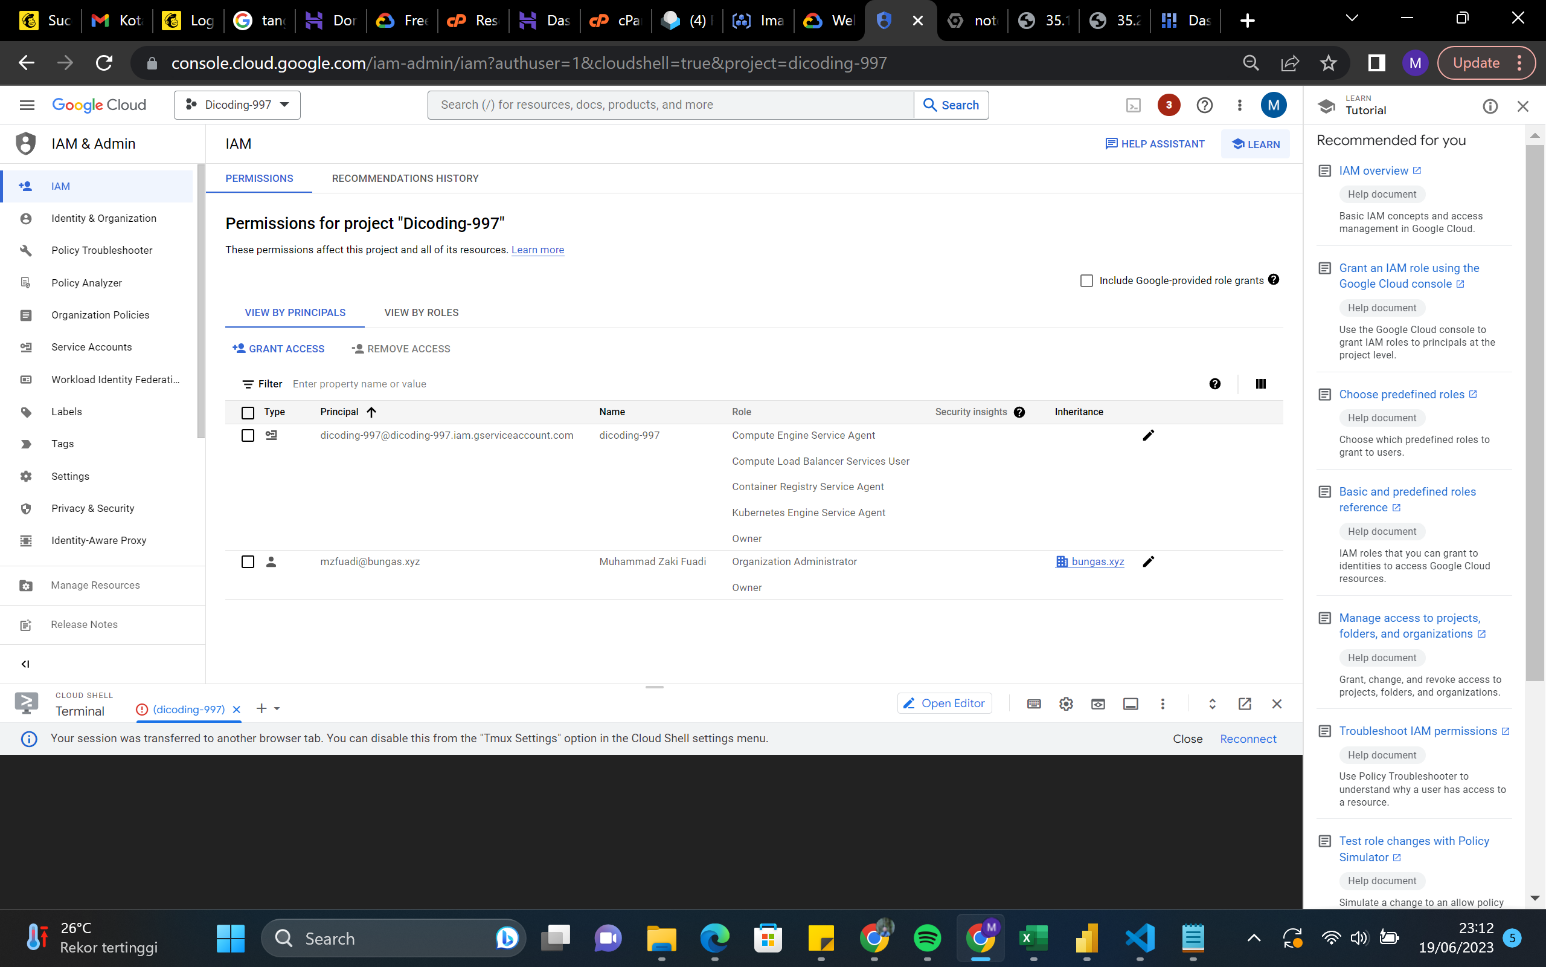 Suc
Kot
Log
tan
Dor
Fre
Res
Das
cPa
(4)
Ima
Wel
not
35.1
35.2
Das
console.cloud.google.com/iam-admin/iam?authuser=1&cloudshell=true&project=dicoding-997
M
Update
Google Cloud
Dicoding-997
Search (/) for resources, docs, products, and more
Search
3
M
LEARN
Tutorial
IAM & Admin
IAM
HELP ASSISTANT
LEARN
IAM
Identity & Organization
Policy Troubleshooter
Policy Analyzer
Organization Policies
Service Accounts
Workload Identity Federati...
Labels
Tags
Settings
Privacy & Security
Identity-Aware Proxy
Manage Resources
Release Notes
PERMISSIONS
RECOMMENDATIONS HISTORY
Permissions for project "Dicoding-997"
These permissions affect this project and all of its resources. Learn more
Include Google-provided role grants
VIEW BY PRINCIPALS
VIEW BY ROLES
GRANT ACCESS
REMOVE ACCESS
Filter Enter property name or value
Type Principal Name Role Security insights Inheritance
dicoding-997@dicoding-997.iam.gserviceaccount.com dicoding-997 Compute Engine Service Agent
Compute Load Balancer Services User
Container Registry Service Agent
Kubernetes Engine Service Agent
Owner
mzfuadi@bungas.xyz Muhammad Zaki Fuadi Organization Administrator bungas.xyz
Owner
Recommended for you
IAM overview
Help document
Basic IAM concepts and access
management in Google Cloud.
Grant an IAM role using the
Google Cloud console
Help document
Use the Google Cloud console to
grant IAM roles to principals at the
project level.
Choose predefined roles
Help document
Choose which predefined roles to
grant to users.
Basic and predefined roles
reference
Help document
IAM roles that you can grant to
identities to access Google Cloud
resources.
Manage access to projects,
folders, and organizations
Help document
Grant, change, and revoke access to
projects, folders, and organizations.
Troubleshoot IAM permissions
Help document
Use Policy Troubleshooter to
understand why a user has access to
a resource.
Test role changes with Policy
Simulator
Help document
Simulate a change to an allow policy
CLOUD SHELL
Terminal
(dicoding-997)
Open Editor
Your session was transferred to another browser tab. You can disable this from the "Tmux Settings" option in the Cloud Shell settings menu.
Close
Reconnect
26°C
Rekor tertinggi
Search
M
23:12
19/06/2023
5